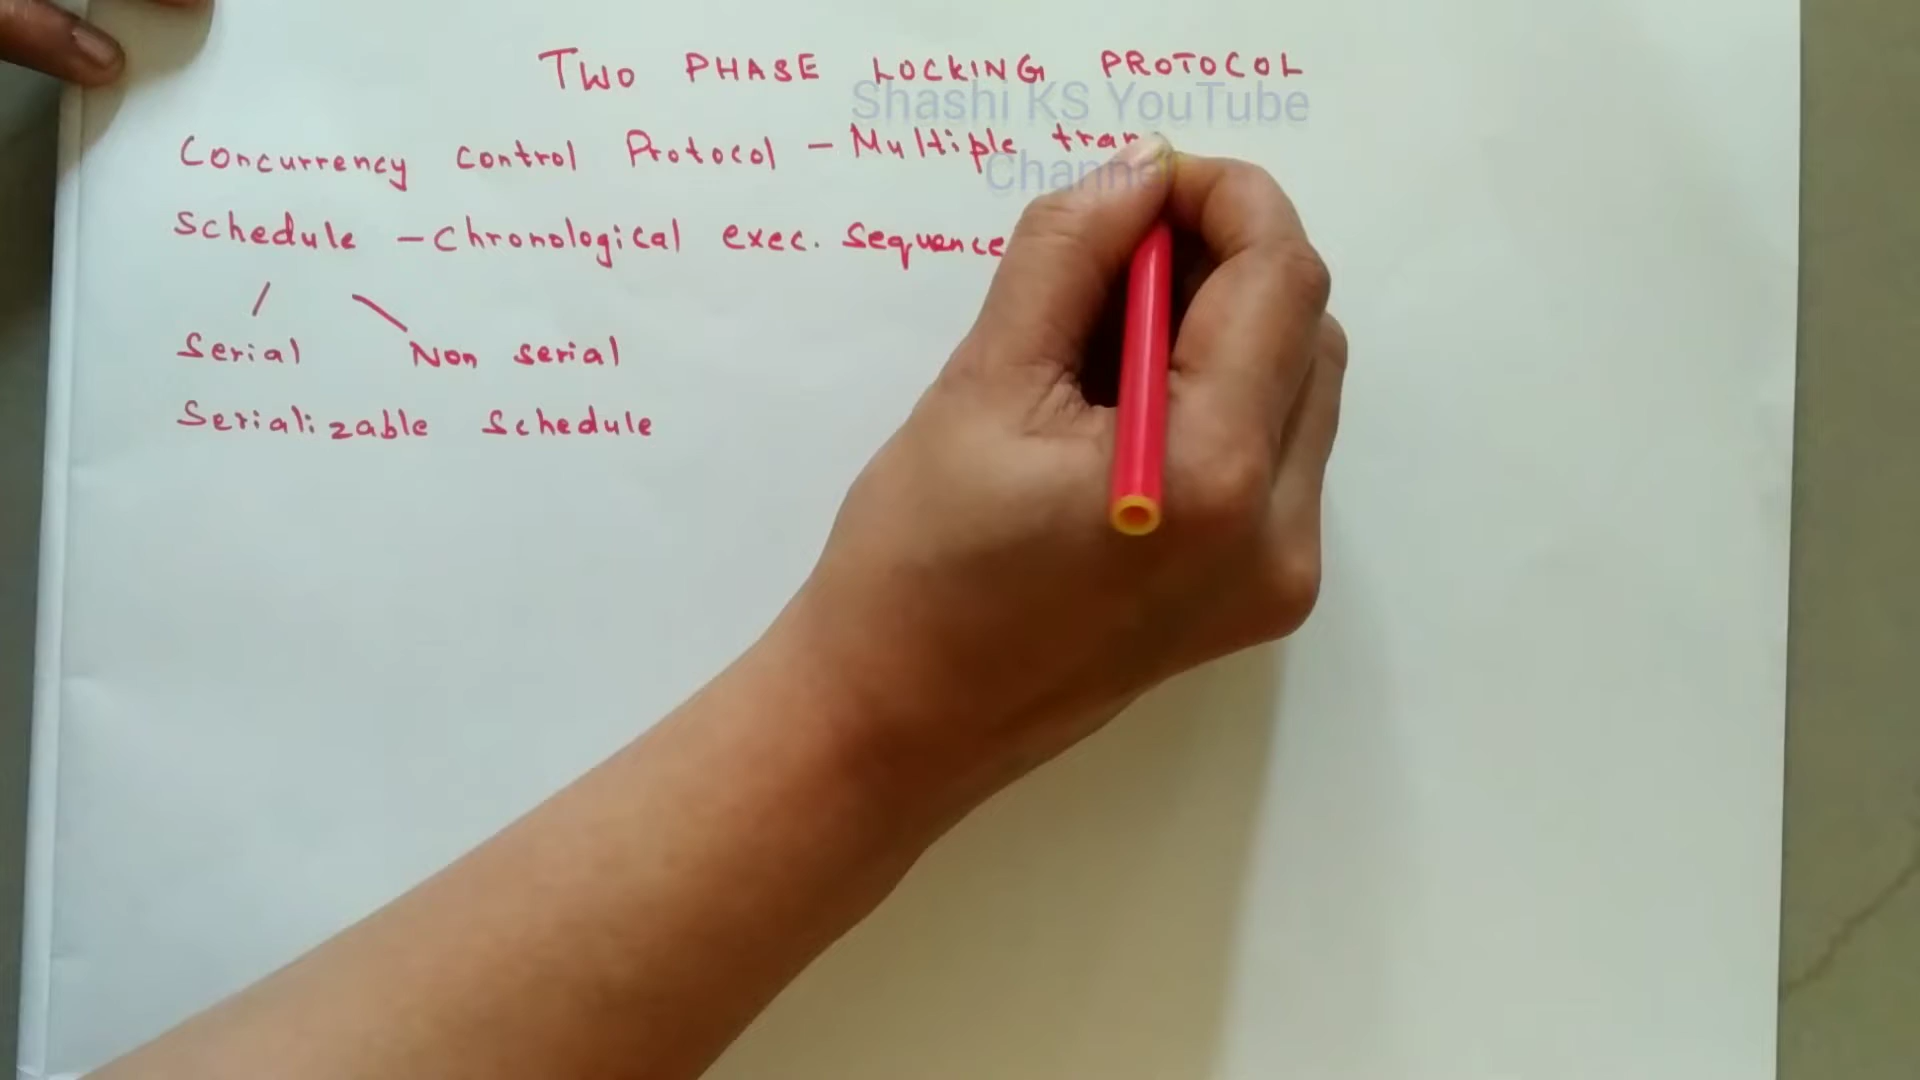 TWO PHASE LOCKING PROTOCOL
Shashi KS YouTube
Concurrency control Protocol - Multiple
Channel
Schedule - Chronological exec. sequence
Serial Non serial
Serializable Schedule